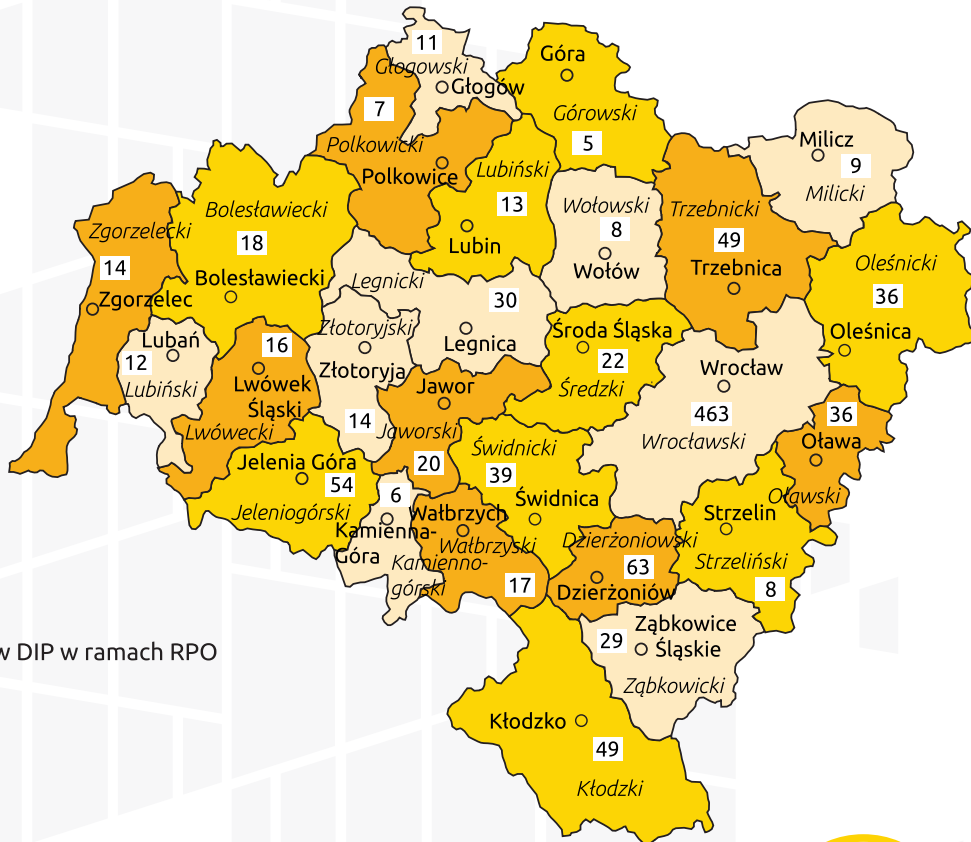 11
Głogowski
Głogów
7
Polkowicki
Polkowice
Góra
Górowski
5
Milicz
9
Milicki
Lubiński
13
Lubin
Wołowski
8
Wołów
Trzebnicki
49
Trzebnica
Oleśnicki
36
Oleśnica
Zgorzelecki
14
Zgorzelec
Bolesławiecki
18
Bolesławiecki
Legnicki
30
Legnica
Złotoryjski
Złotoryja
14
Lubań
12
Lubiński
16
Lwówek
Śląski
Lwówecki
Jawor
Jaworski
20
Środa Śląska
22
Średzki
Wrocław
463
Wrocławski
36
Oława
Oławski
Jelenia Góra
54
Jeleniogórski
6
Kamienna-
Góra
Kamienno-
górski
Wałbrzych
Wałbrzyski
17
Świdnicki
39
Świdnica
Dzierżoniowski
63
Dzierżoniów
Strzelin
Strzeliński
8
29
Ząbkowice
Śląskie
Ząbkowicki
Kłodzko
49
Kłodzki
w DIP w ramach RPO